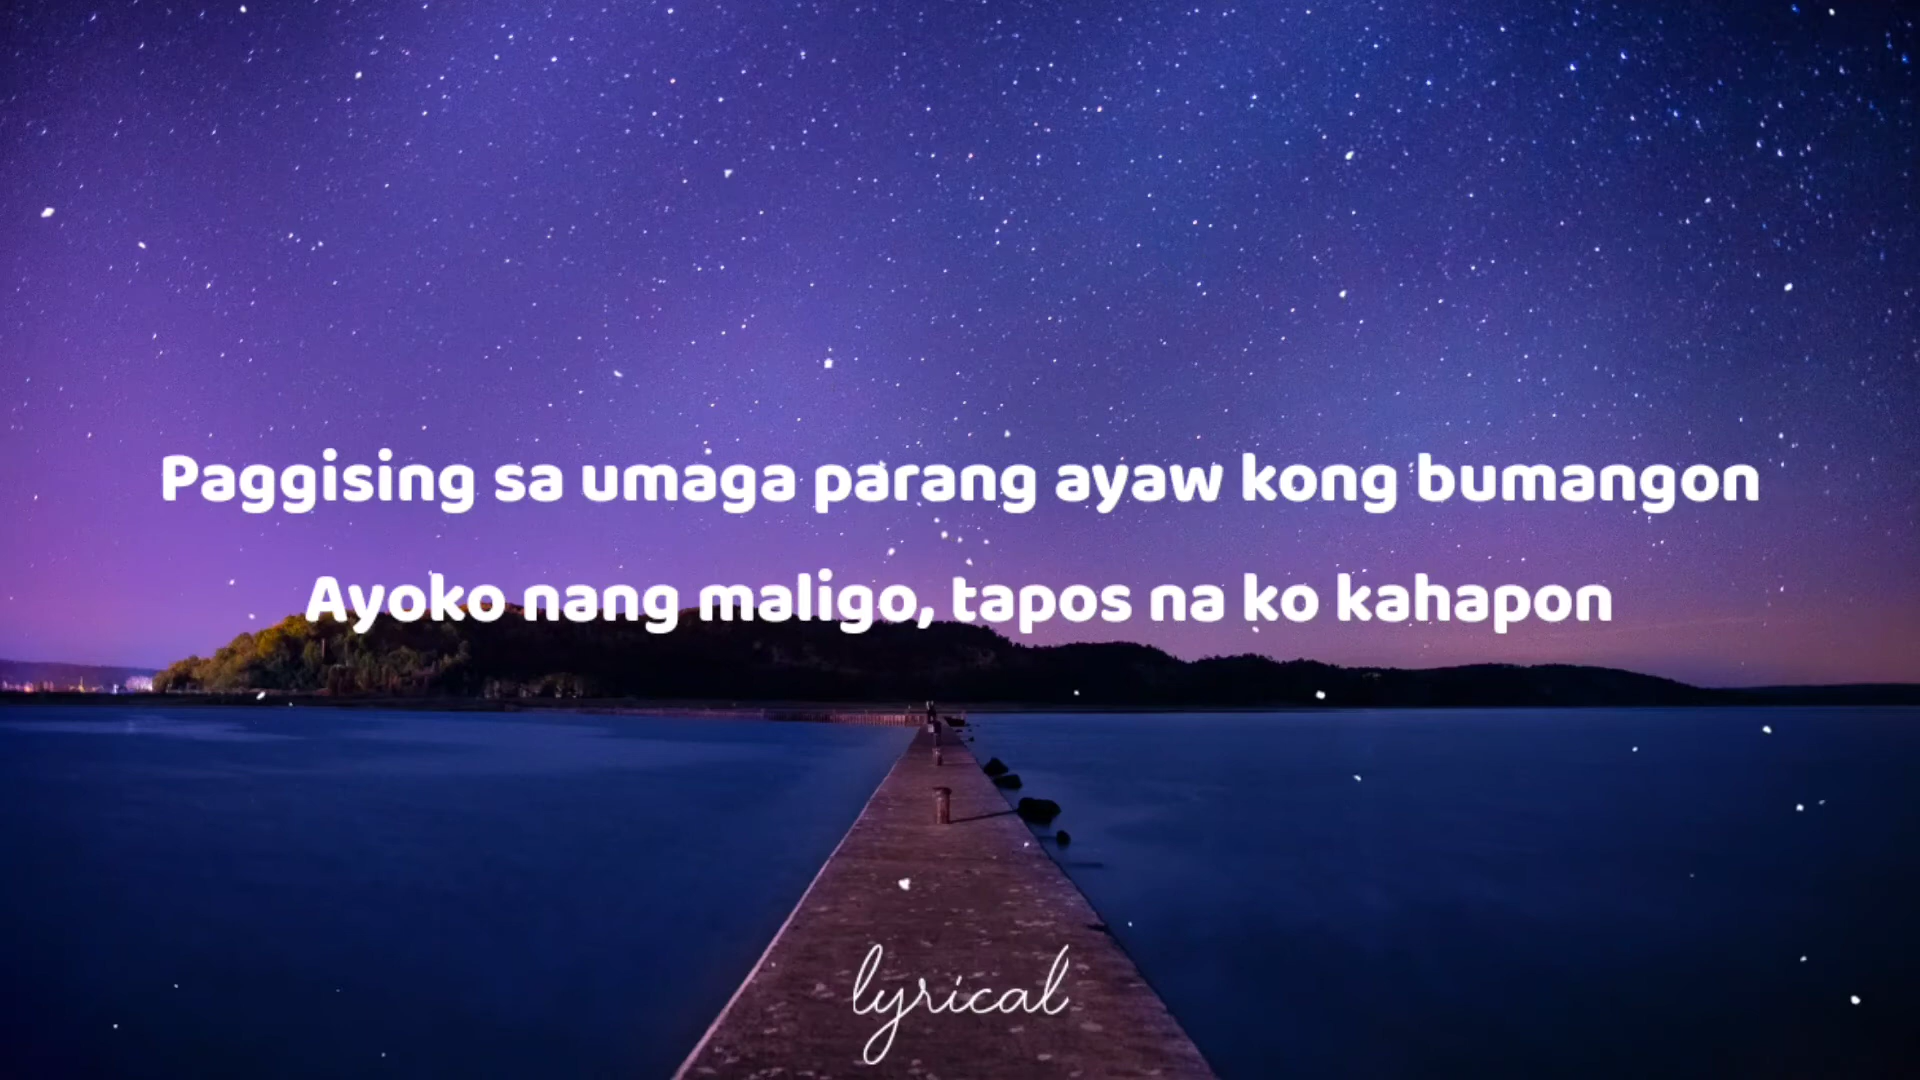 Paggising sa umaga parang ayaw kong bumangon
Ayoko nang maligo, tapos na ko kahapon
lyrical